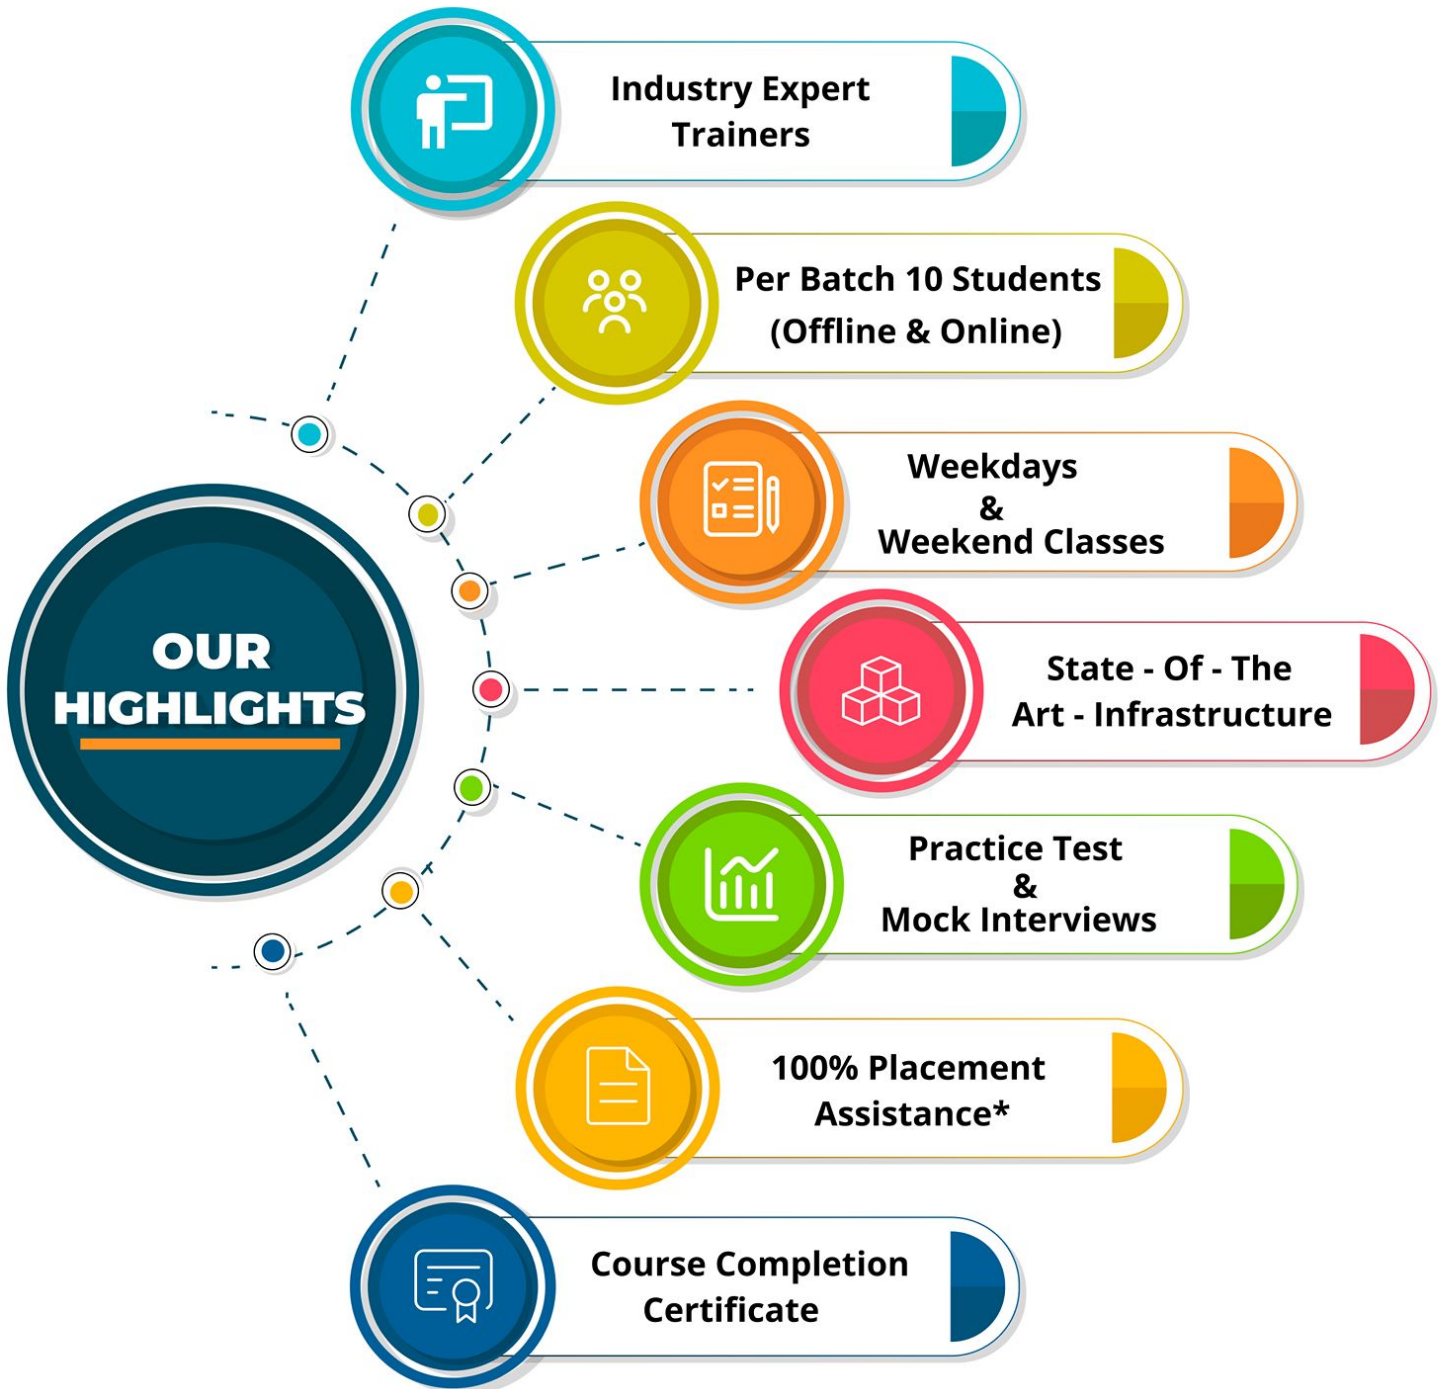 OUR
HIGHLIGHTS
Industry Expert
Trainers
Per Batch 10 Students
(Offline & Online)
Weekdays
&
Weekend Classes
State - Of - The
Art - Infrastructure
Practice Test
&
Mock Interviews
100% Placement
Assistance*
Course Completion
Certificate